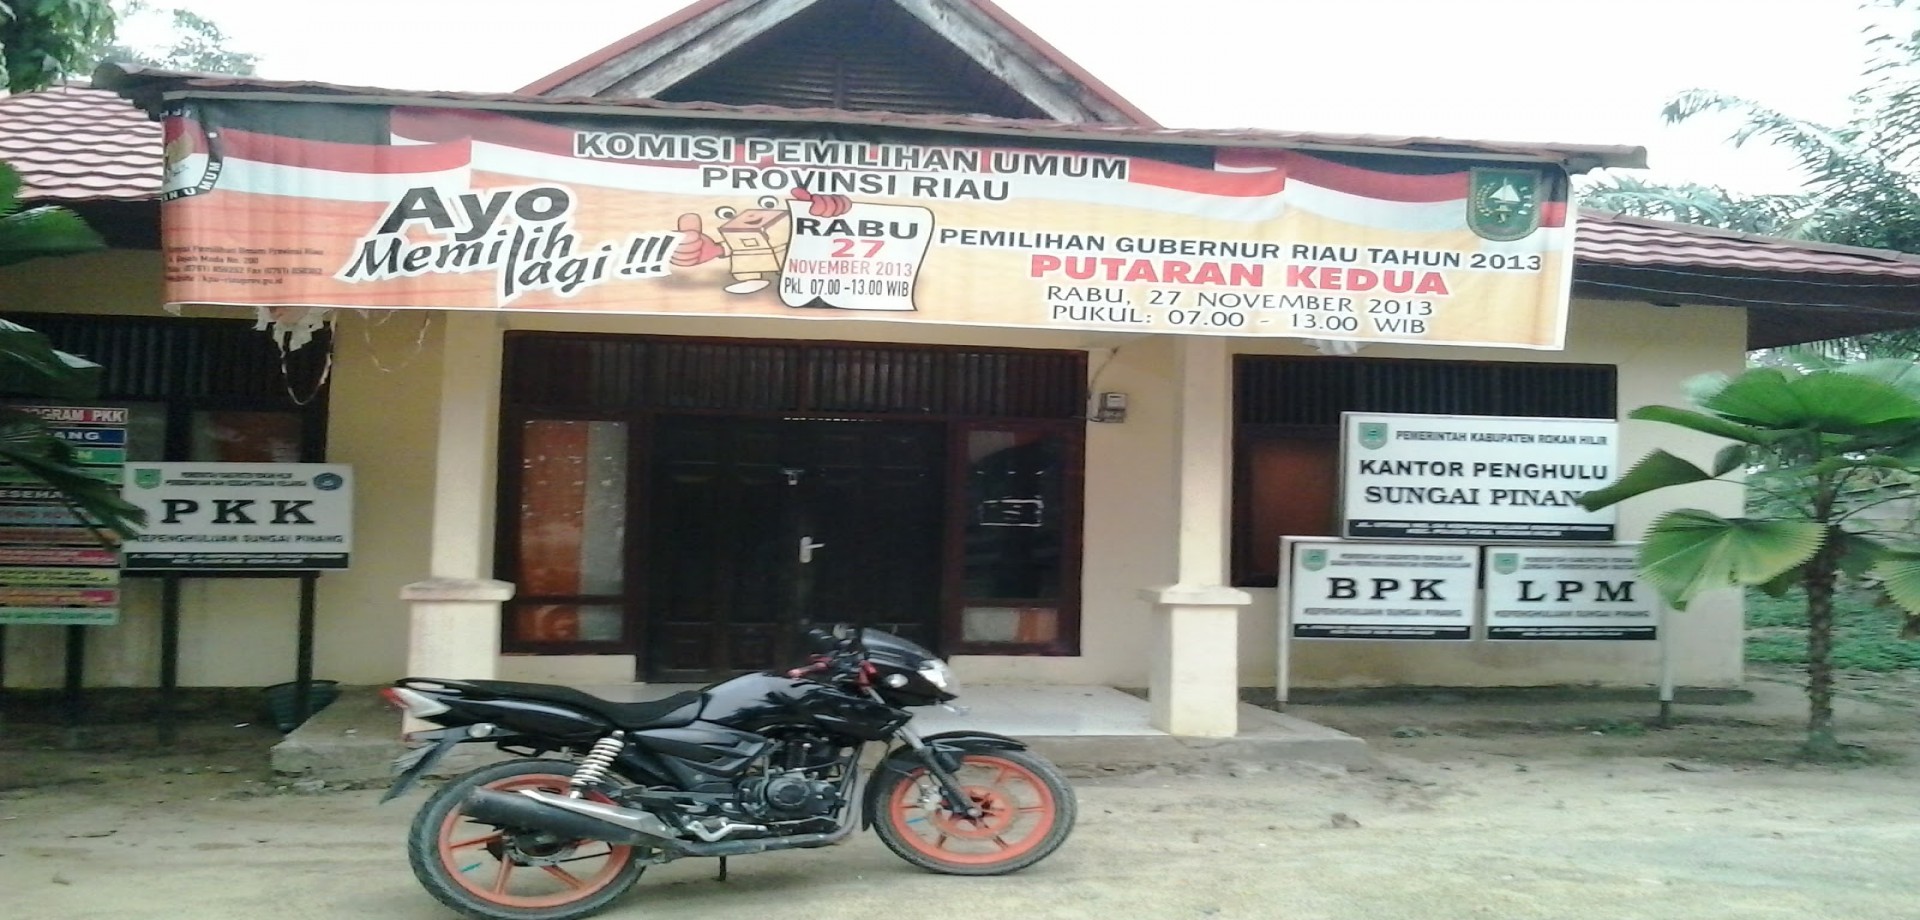 KOMISI PEMILIHAN UMUM
PROVINSI RIAU
Ayo
Memilih
lagi !!!
RABU
27
NOVEMBER 2013
PkL 07.00 -13.00 WIB
PEMILIHAN GUBERNUR RIAU TAHUN 2013
PUTARAN KEDUA
RABU, 27 NOVEMBER 2013
PUKUL: 07.00 - 13.00 WIB
PKK
PKK
KEPENGHULUAN SUNGAI PINANG
PEMERINTAH KABUPATEN ROKAN HILIR
KANTOR PENGHULU
SUNGAI
BPK
KEPENGHULUAN SUNGAI PINANG
LPM
KEPENGHULUAN SUNGAI PINANG